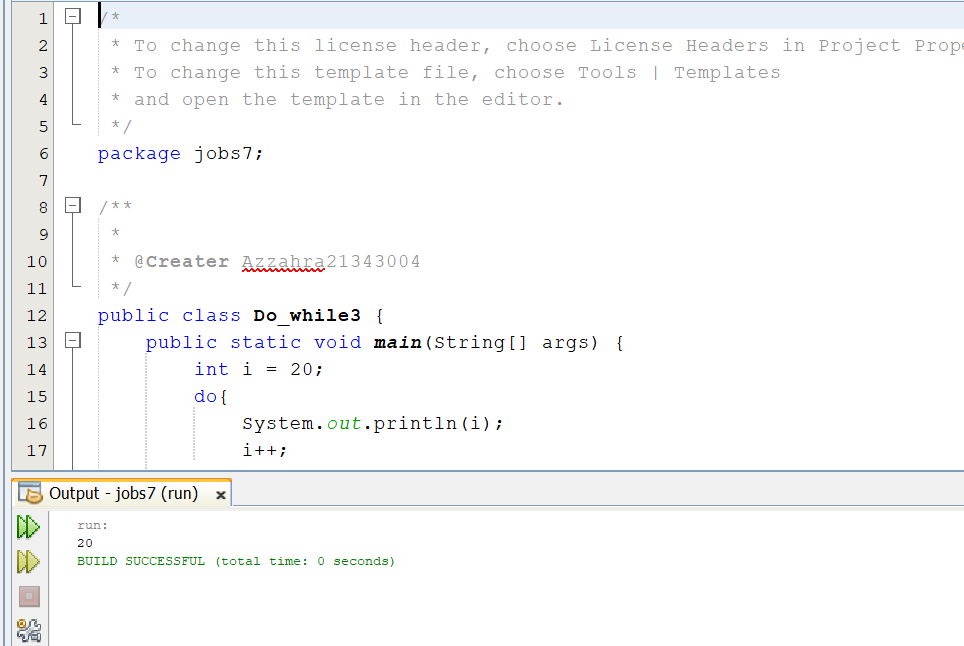 1 /*
2 * To change this license header, choose License Headers in Project
3 * To change this template file, choose Tools | Templates
4 * and open the template in the editor.
5 */
6 package jobs7;
7
8 /**
9 *
10 * @Creater Azzahra21343004
11 */
12 public class Do_while3 {
13 public static void main(String[] args) {
14 int i = 20;
15 do{
16 System.out.println(i);
17 i++;
Output - jobs7 (run) x
run:
20
BUILD SUCCESSFUL (total time: 0 seconds)